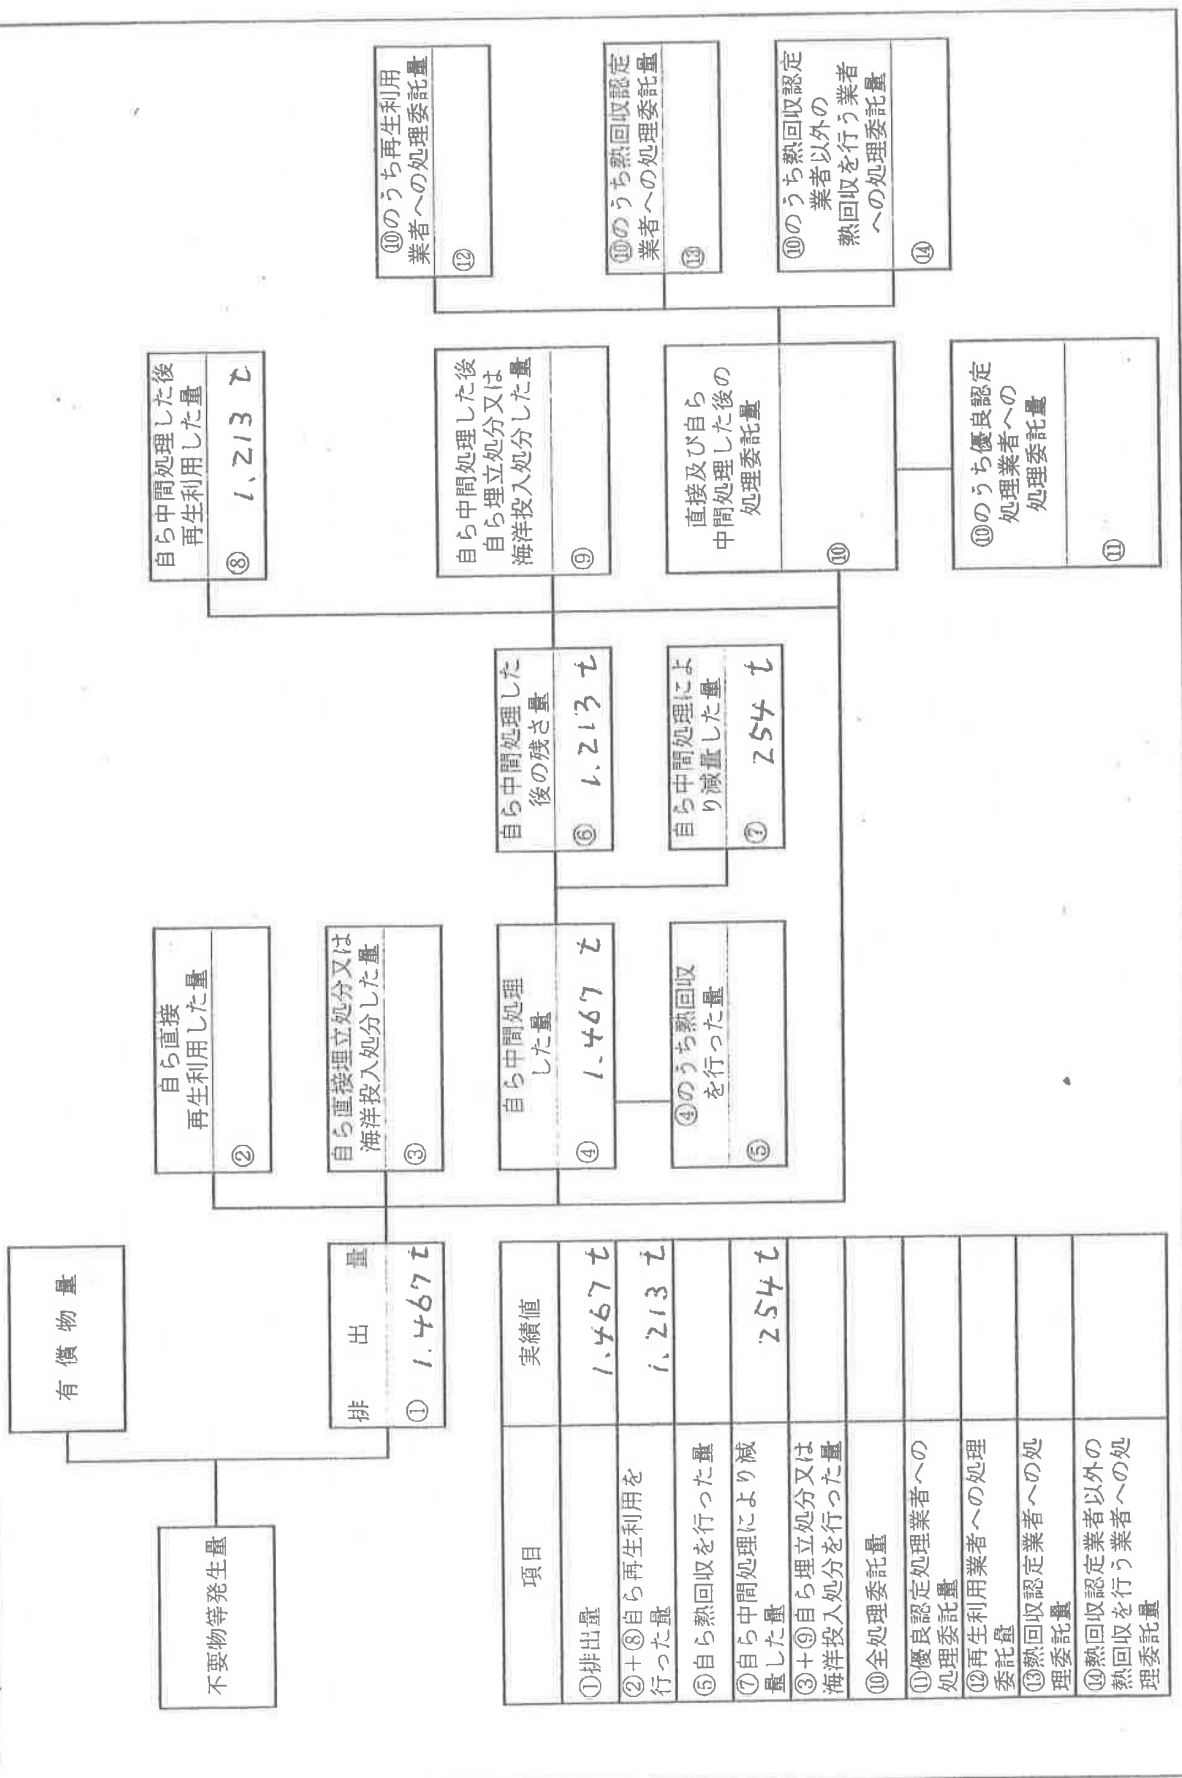 不要物等発生量
有償物量
排出量
① 1.467 t
自ら直接
再生利用した量
②
自ら直接埋立処分又は
海洋投入処分した量
③
自ら中間処理
した量
④ 1.467 t
④のうち熱回収
を行った量
⑤
自ら中間処理した
後の残さ量
⑥ 1.213 t
自ら中間処理によ
り減量した量
⑦ 254 t
自ら中間処理した後
再生利用した量
⑧ 1.213 t
自ら中間処理した後
自ら埋立処分又は
海洋投入処分した量
⑨
直接及び自ら
中間処理した後の
処理委託量
⑩
⑩のうち優良認定
処理業者への
処理委託量
⑪
⑩のうち再生利用
業者への処理委託量
⑫
⑩のうち熱回収認定
業者への処理委託量
⑬
⑩のうち熱回収認定
業者以外の
熱回収を行う業者
への処理委託量
⑭
項目 実績値
①排出量 1.467 t
②+⑧自ら再生利用を
行った量 1.213 t
⑤自ら熱回収を行った量
⑦自ら中間処理により減
量した量 254 t
③+⑨自ら埋立処分又は
海洋投入処分を行った量
⑩全処理委託量
⑪優良認定処理業者への
処理委託量
⑫再生利用業者への処理
委託量
⑬熱回収認定業者への処
理委託量
⑭熱回収認定業者以外の
熱回収を行う業者への処
理委託量